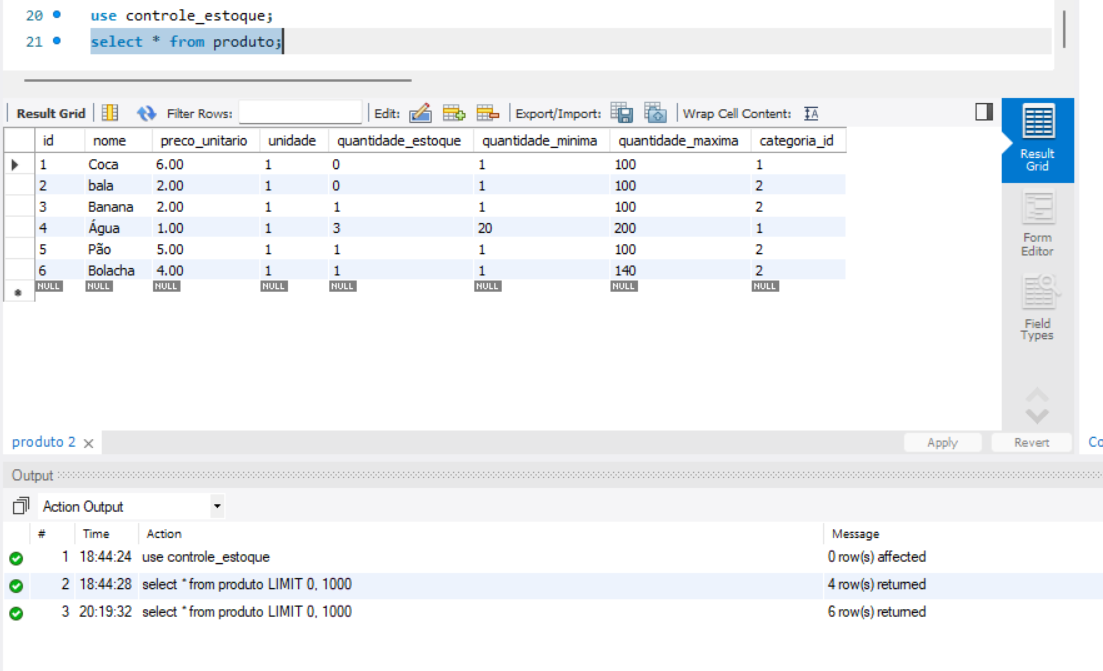 20 use controle_estoque;
21 select * from produto;
Result Grid Filter Rows: Edit: Export/Import: Wrap Cell Content:
id nome preco_unitario unidade quantidade_estoque quantidade_minima quantidade_maxima categoria_id
1 Coca 6.00 1 0 1 100 1
2 bala 2.00 1 0 1 100 2
3 Banana 2.00 1 1 1 100 2
4 Água 1.00 1 3 20 200 1
5 Pão 5.00 1 1 1 100 2
6 Bolacha 4.00 1 1 1 140 2
NULL NULL NULL NULL NULL NULL NULL NULL
Result
Grid
Form
Editor
Field
Types
produto 2 Apply Revert Co
Output
Action Output
# Time Action Message
1 18:44:24 use controle_estoque 0 row(s) affected
2 18:44:28 select * from produto LIMIT 0, 1000 4 row(s) returned
3 20:19:32 select * from produto LIMIT 0, 1000 6 row(s) returned